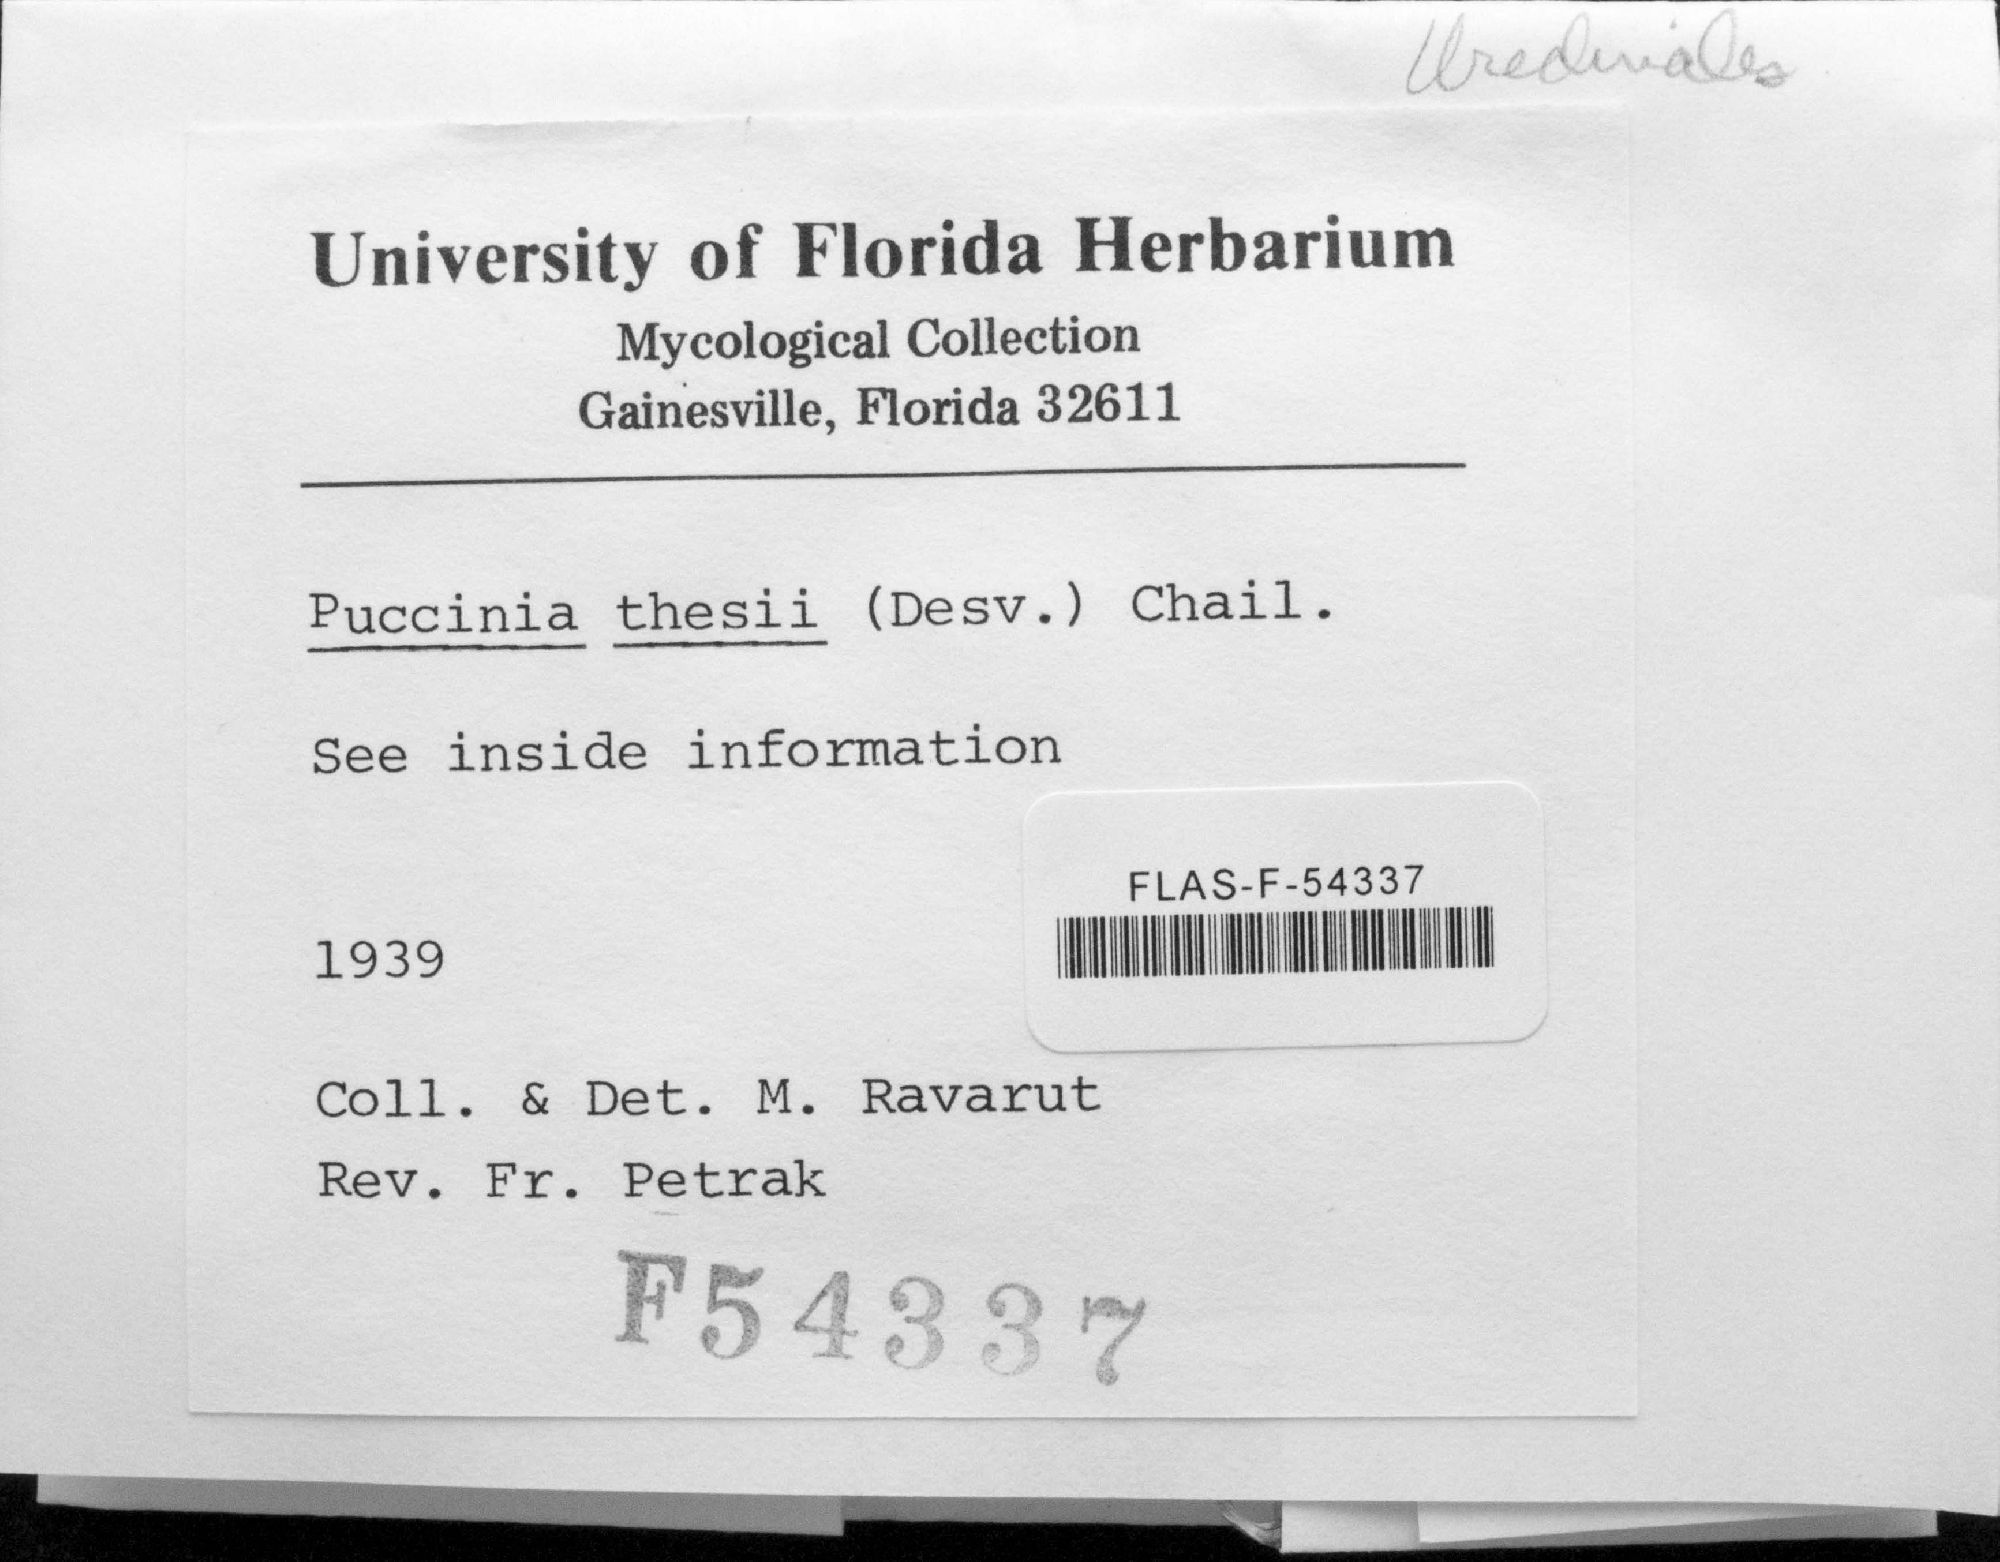 Uredinales
University of Florida Herbarium
Mycological Collection
Gainesville, Florida 32611
Puccinia thesii (Desv.) Chail.
See inside information
FLAS-F-54337
1939
Coll. & Det. M. Ravarut
Rev. Fr. Petrak
F54337